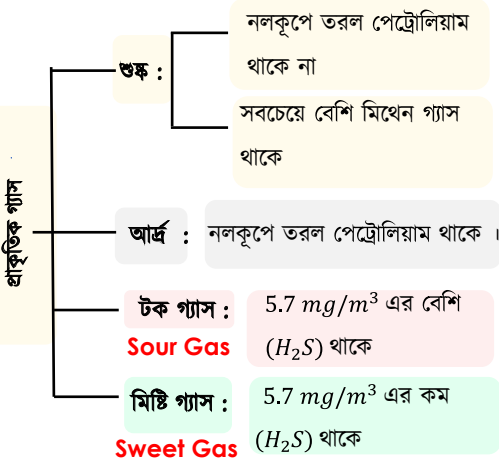 প্রাকৃতিক গ্যাস
শুষ্ক :
নলকূপে তরল পেট্রোলিয়াম
থাকে না
সবচেয়ে বেশি মিথেন গ্যাস
থাকে
আর্দ্র : নলকূপে তরল পেট্রোলিয়াম থাকে ।
টক গ্যাস :
Sour Gas
5.7 mg/m³ এর বেশি
(H₂S) থাকে
মিষ্টি গ্যাস :
Sweet Gas
5.7 mg/m³ এর কম
(H₂S) থাকে